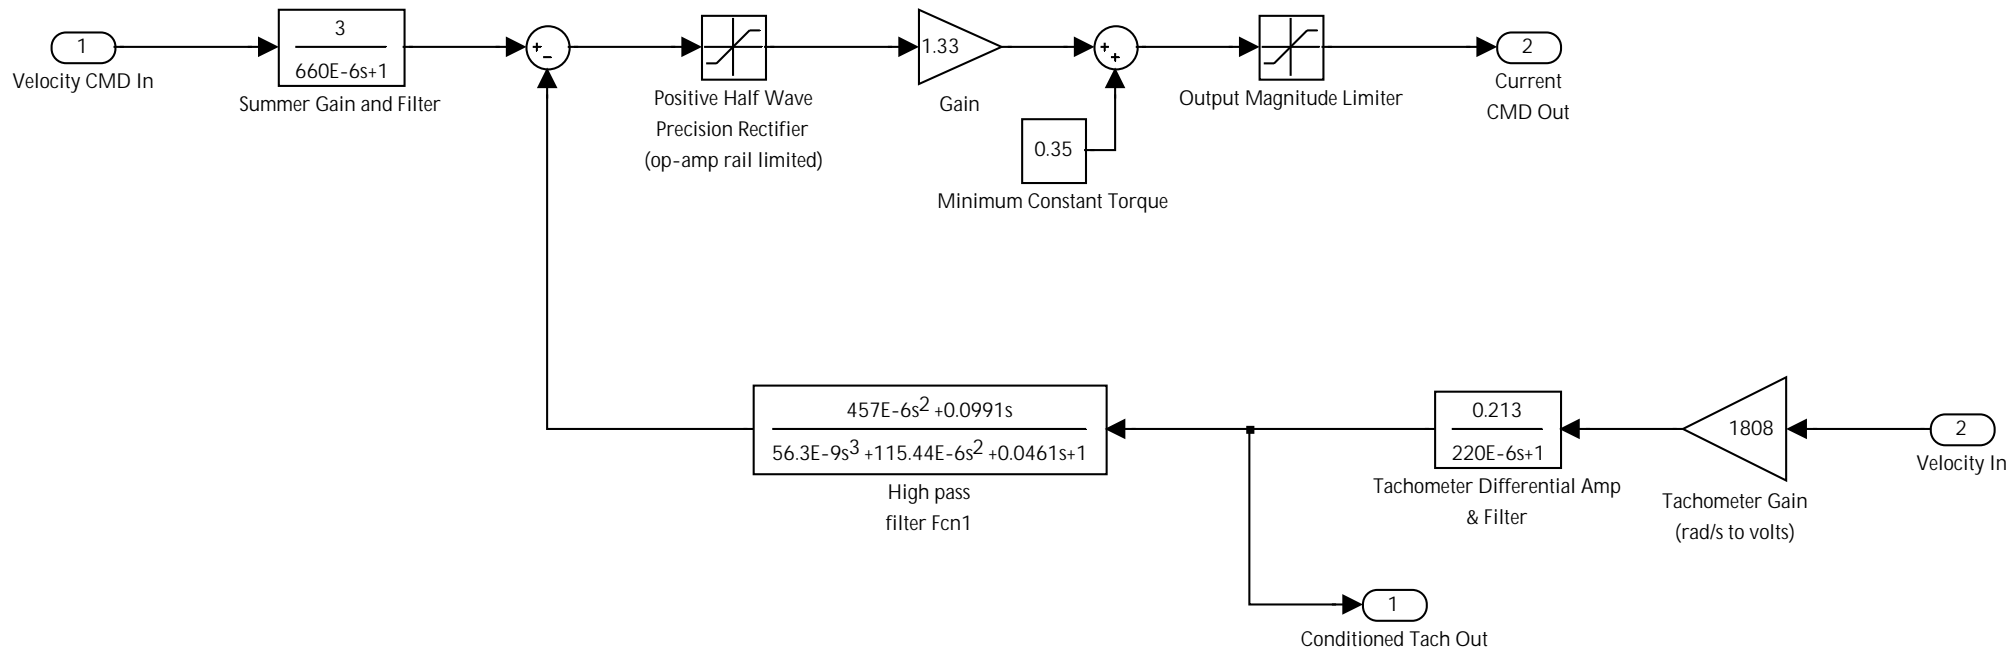 1
Velocity CMD In
3
660E-6s+1
Summer Gain and Filter
+
−
Positive Half Wave
Precision Rectifier
(op-amp rail limited)
1.33
Gain
+
+
0.35
Minimum Constant Torque
Output Magnitude Limiter
2
Current
CMD Out
457E-6s2 +0.0991s
56.3E-9s3 +115.44E-6s2 +0.0461s+1
High pass
filter Fcn1
0.213
220E-6s+1
Tachometer Differential Amp
& Filter
1808
Tachometer Gain
(rad/s to volts)
2
Velocity In
1
Conditioned Tach Out